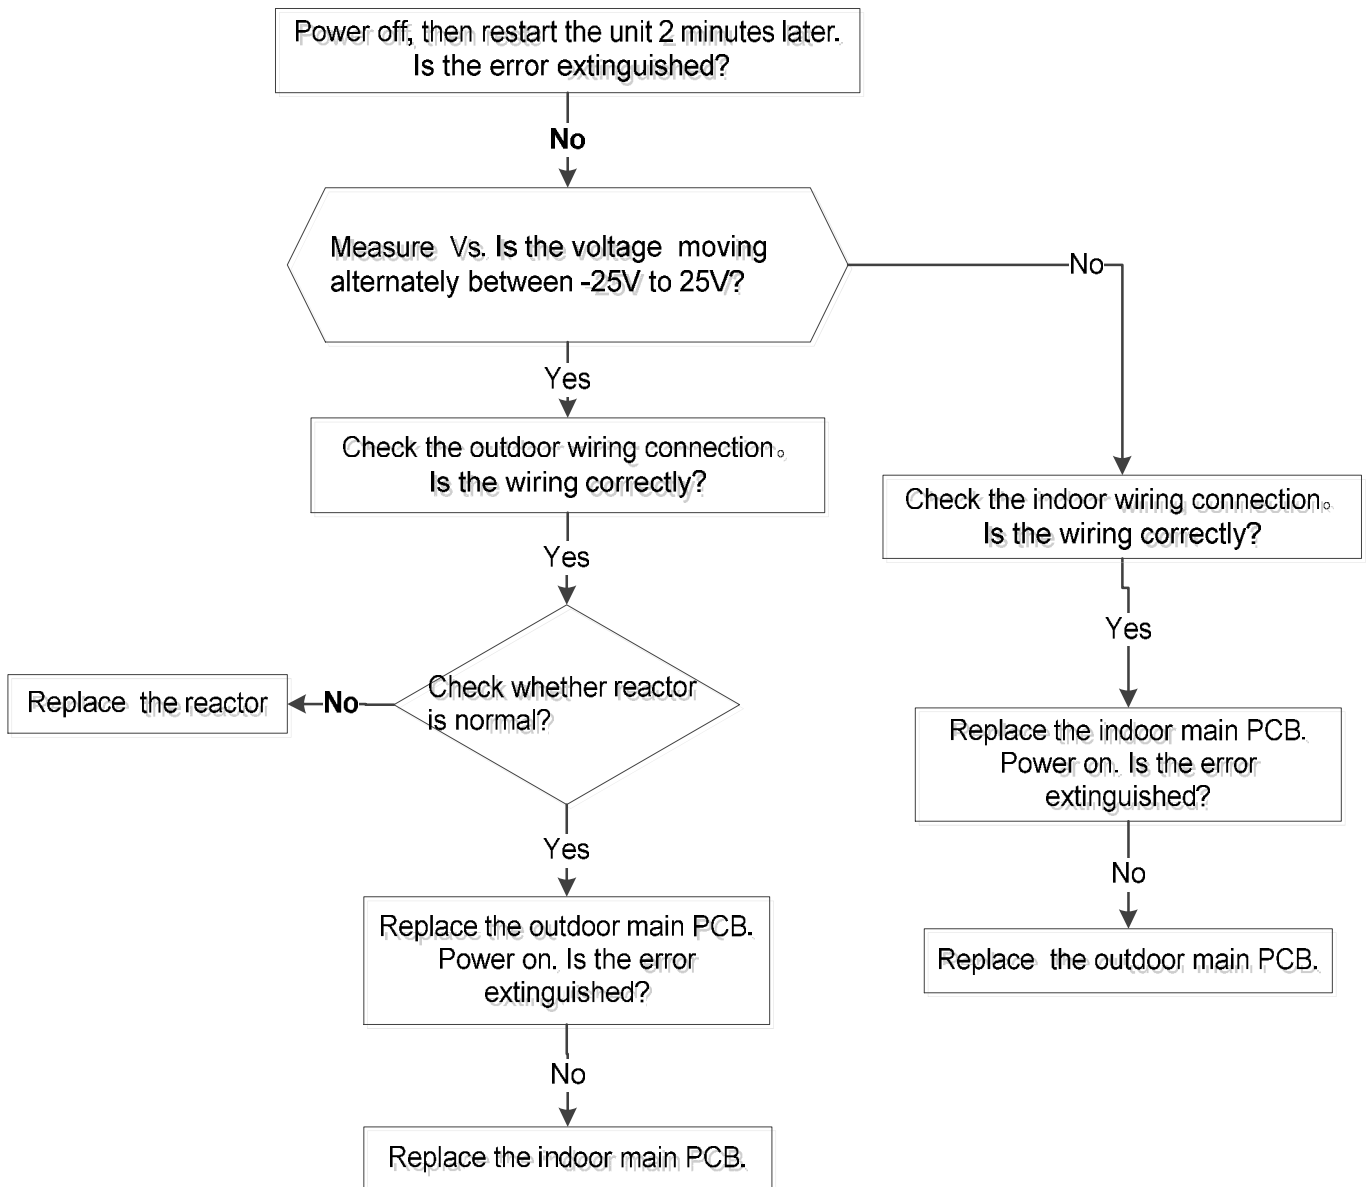 Power off, then restart the unit 2 minutes later.
Is the error extinguished?
No
Measure Vs. Is the voltage moving
alternately between -25V to 25V?
No
Yes
Check the outdoor wiring connection。
Is the wiring correctly?
Check the indoor wiring connection。
Is the wiring correctly?
Yes
Yes
Check whether reactor
is normal?
No
Replace the reactor
Replace the indoor main PCB.
Power on. Is the error
extinguished?
Yes
No
Replace the outdoor main PCB.
Power on. Is the error
extinguished?
Replace the outdoor main PCB.
No
Replace the indoor main PCB.